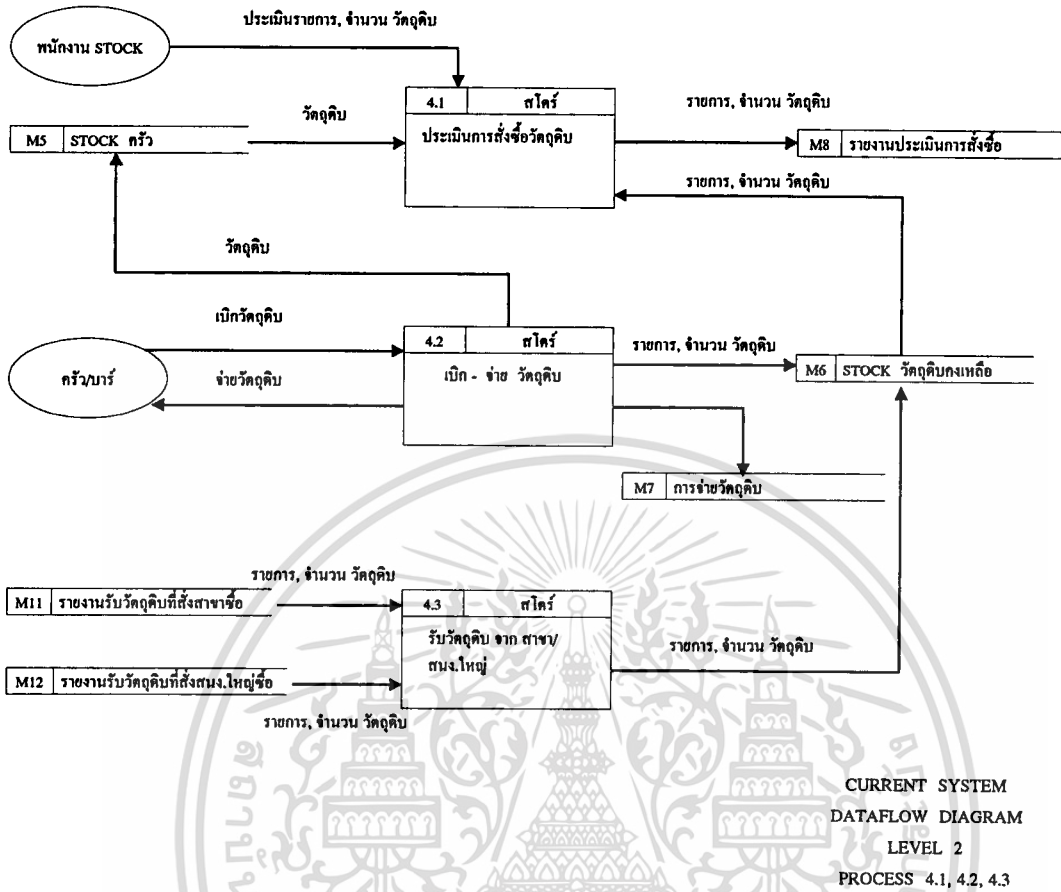 ประเมินรายการ, จำนวน วัตถุดิบ
พนักงาน STOCK
4.1 สโตร์
ประเมินการสั่งซื้อวัตถุดิบ
วัตถุดิบ
M5 STOCK ครัว
รายการ, จำนวน วัตถุดิบ
M8 รายงานประเมินการสั่งซื้อ
รายการ, จำนวน วัตถุดิบ
วัตถุดิบ
เบิกวัตถุดิบ
4.2 สโตร์
เบิก - จ่าย วัตถุดิบ
รายการ, จำนวน วัตถุดิบ
ครัว/บาร์
จ่ายวัตถุดิบ
M6 STOCK วัตถุดิบคงเหลือ
M7 การจ่ายวัตถุดิบ
รายการ, จำนวน วัตถุดิบ
M11 รายงานรับวัตถุดิบที่สั่งสาขาซื้อ
4.3 สโตร์
รับวัตถุดิบ จาก สาขา/
สนง.ใหญ่
รายการ, จำนวน วัตถุดิบ
M12 รายงานรับวัตถุดิบที่สั่งสนง.ใหญ่ซื้อ
รายการ, จำนวน วัตถุดิบ
CURRENT SYSTEM
DATAFLOW DIAGRAM
LEVEL 2
PROCESS 4.1, 4.2, 4.3